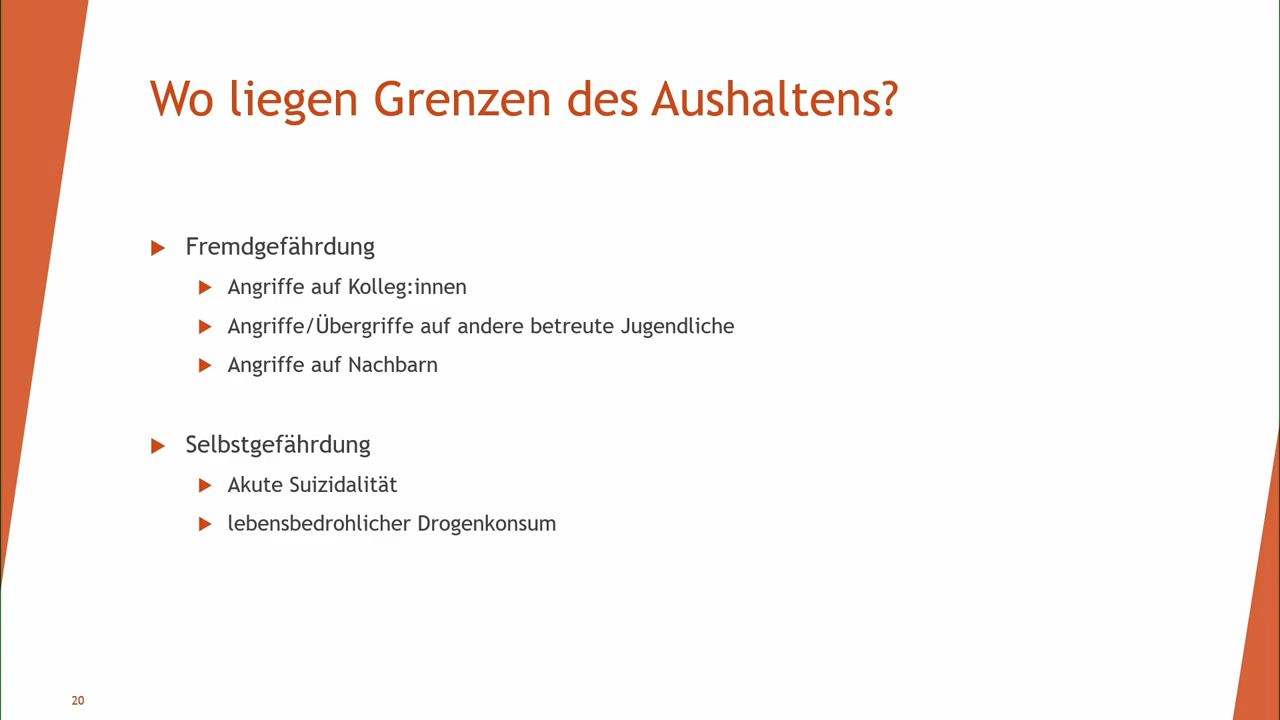 Wo liegen Grenzen des Aushaltens?
Fremdgefährdung
Angriffe auf Kolleg:innen
Angriffe/Übergriffe auf andere betreute Jugendliche
Angriffe auf Nachbarn
Selbstgefährdung
Akute Suizidalität
lebensbedrohlicher Drogenkonsum
20